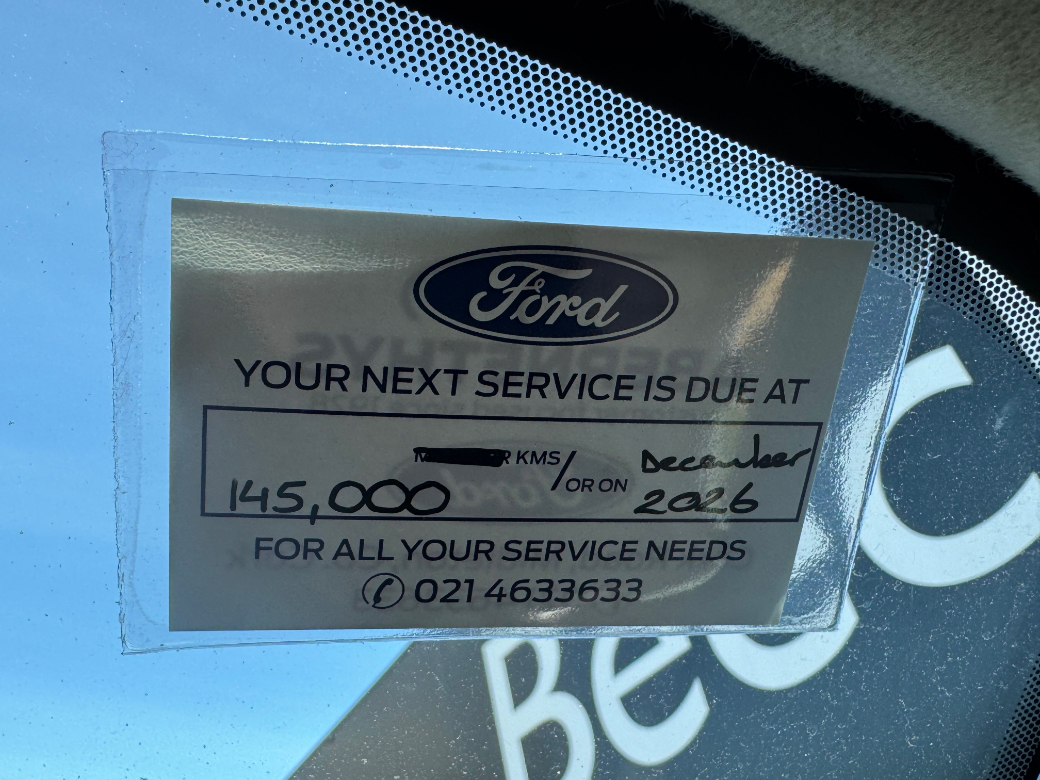 Ford
YOUR NEXT SERVICE IS DUE AT
KMS/OR ON December
145,000 2026
FOR ALL YOUR SERVICE NEEDS
021 4633633